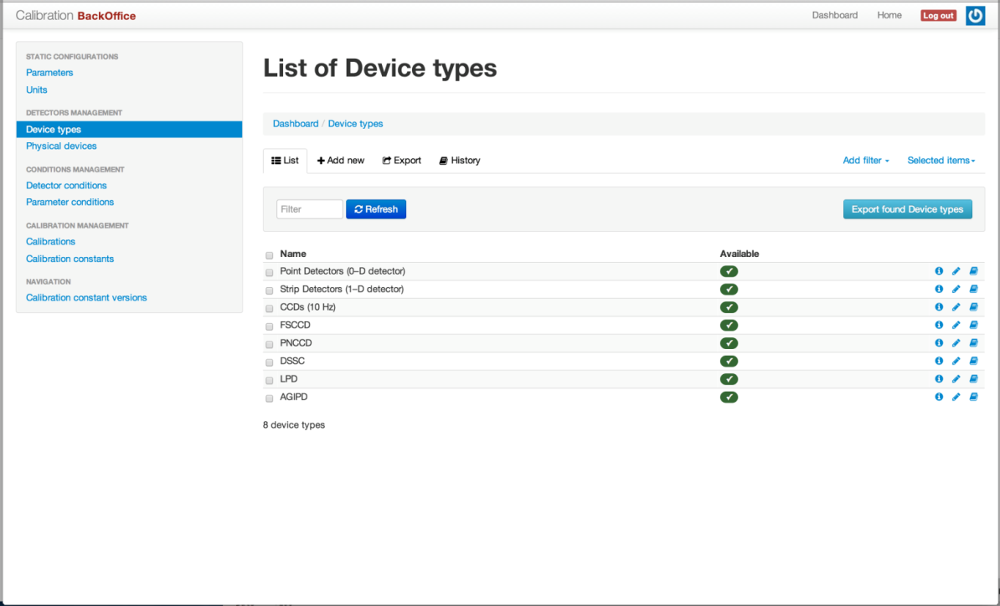 Calibration BackOffice
Dashboard Home Log out
STATIC CONFIGURATIONS
Parameters
Units
DETECTORS MANAGEMENT
Device types
Physical devices
CONDITIONS MANAGEMENT
Detector conditions
Parameter conditions
CALIBRATION MANAGEMENT
Calibrations
Calibration constants
NAVIGATION
Calibration constant versions
List of Device types
Dashboard / Device types
List Add new Export History Add filter Selected items
Filter Refresh Export found Device types
Name Available
Point Detectors (0–D detector)
Strip Detectors (1–D detector)
CCDs (10 Hz)
FSCCD
PNCCD
DSSC
LPD
AGIPD
8 device types